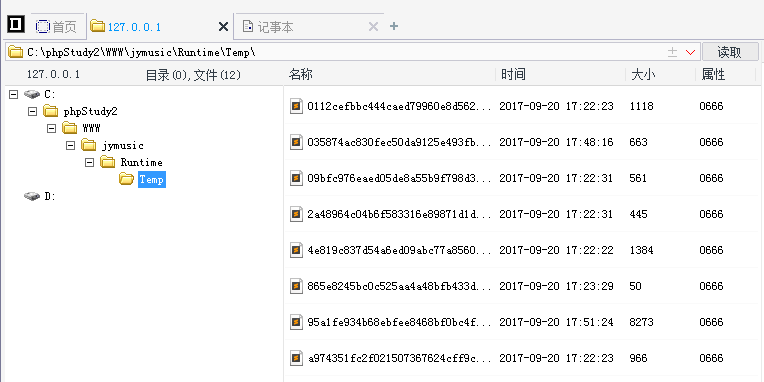 首页 127.0.0.1 记事本
C:\phpStudy2\WWW\jymusic\Runtime\Temp\ 读取
127.0.0.1 目录(0),文件(12) 名称 时间 大小 属性
C:
phpStudy2
WWW
jymusic
Runtime
Temp
D:
0112cefbbc444caed79960e8d562... 2017-09-20 17:22:23 1118 0666
035874ac830fec50da9125e493fb... 2017-09-20 17:48:16 663 0666
09bfc976eaed05de8a55b9f798d3... 2017-09-20 17:22:31 561 0666
2a48964c04b6f583316e89871d1d... 2017-09-20 17:22:31 445 0666
4e819c837d54a6ed09abc77a8560... 2017-09-20 17:22:22 1384 0666
865e8245bc0c525aa4a48bfb433d... 2017-09-20 17:23:29 50 0666
95a1fe934b68ebfee8468bf0bc4f... 2017-09-20 17:51:24 8273 0666
a974351fc2f021507367624cff9c... 2017-09-20 17:22:23 966 0666